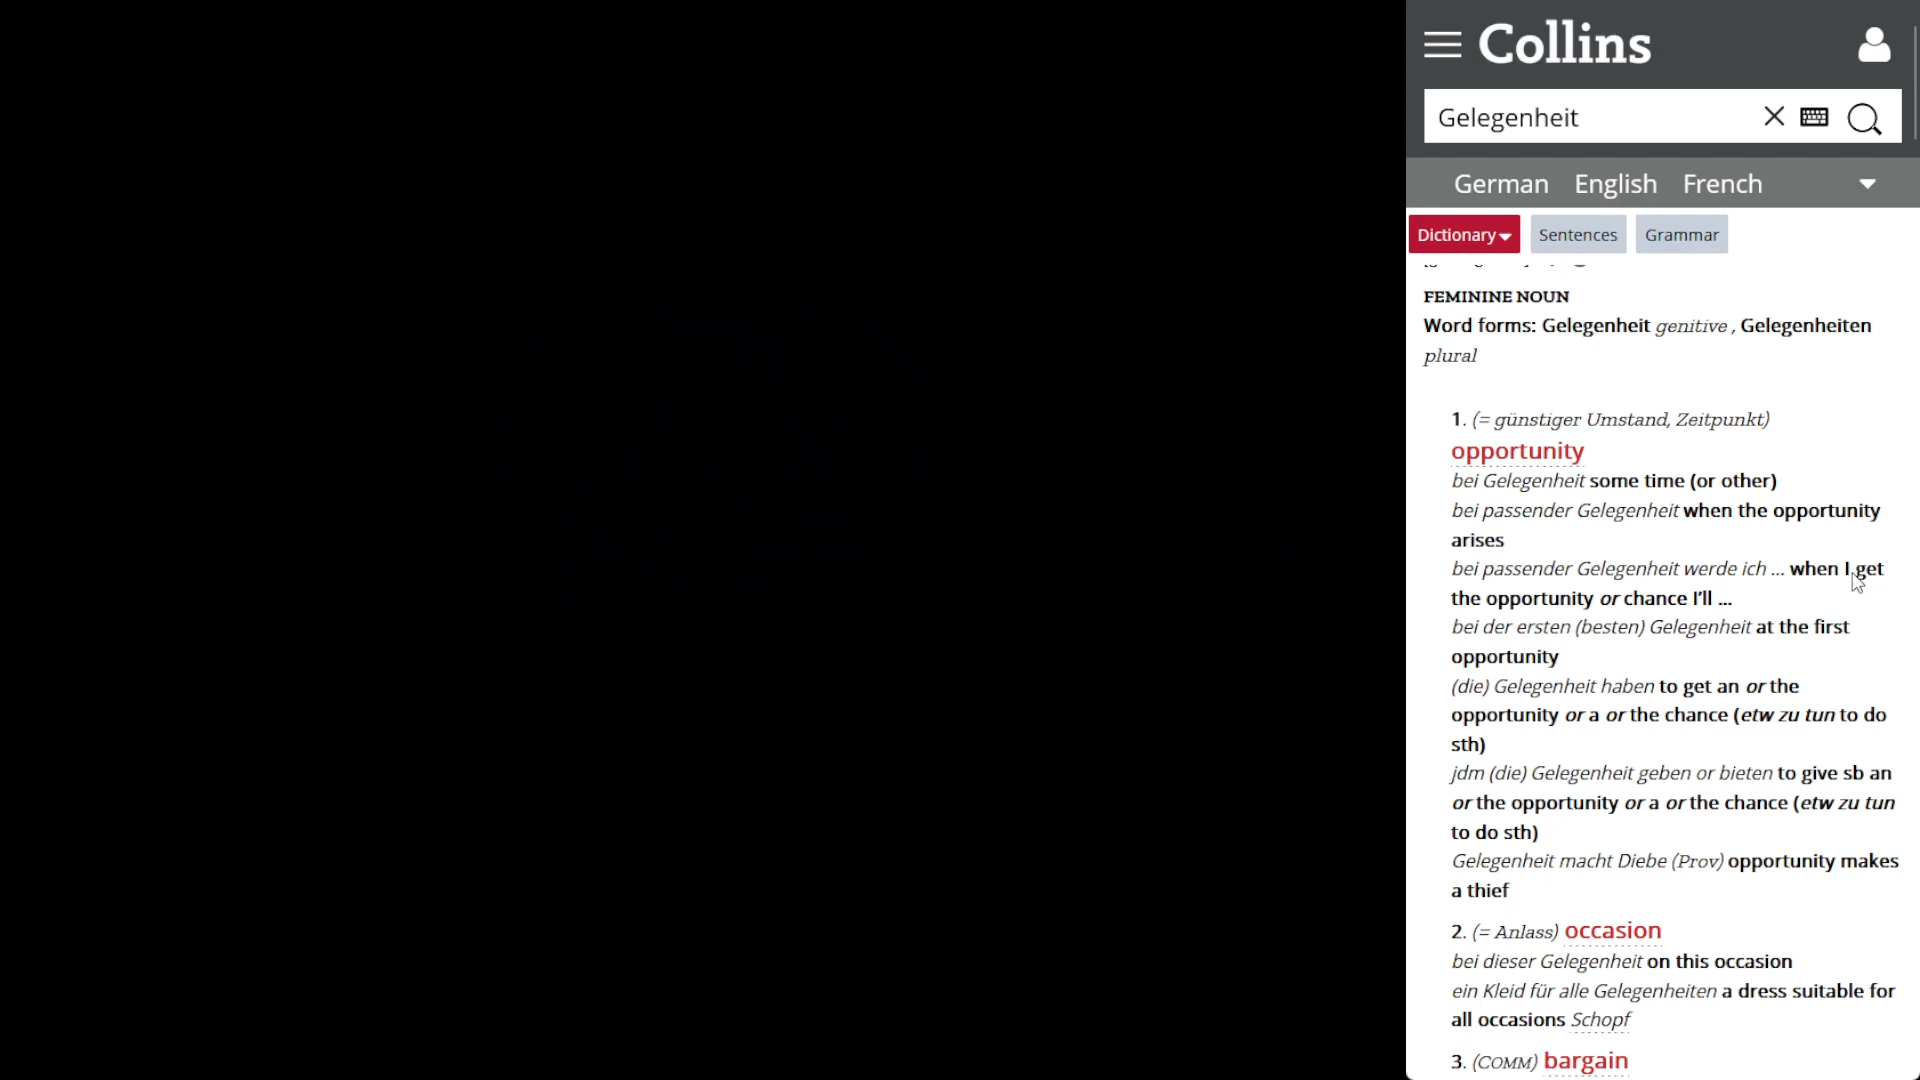 Collins
Gelegenheit
German English French
Dictionary Sentences Grammar
FEMININE NOUN
Word forms: Gelegenheit genitive , Gelegenheiten
plural
1. (= günstiger Umstand, Zeitpunkt)
opportunity
bei Gelegenheit some time (or other)
bei passender Gelegenheit when the opportunity
arises
bei passender Gelegenheit werde ich ... when I get
the opportunity or chance I’ll ...
bei der ersten (besten) Gelegenheit at the first
opportunity
(die) Gelegenheit haben to get an or the
opportunity or a or the chance (etw zu tun to do
sth)
jdm (die) Gelegenheit geben or bieten to give sb an
or the opportunity or a or the chance (etw zu tun
to do sth)
Gelegenheit macht Diebe (Prov) opportunity makes
a thief
2. (= Anlass) occasion
bei dieser Gelegenheit on this occasion
ein Kleid für alle Gelegenheiten a dress suitable for
all occasions Schopf
3. (COMM) bargain